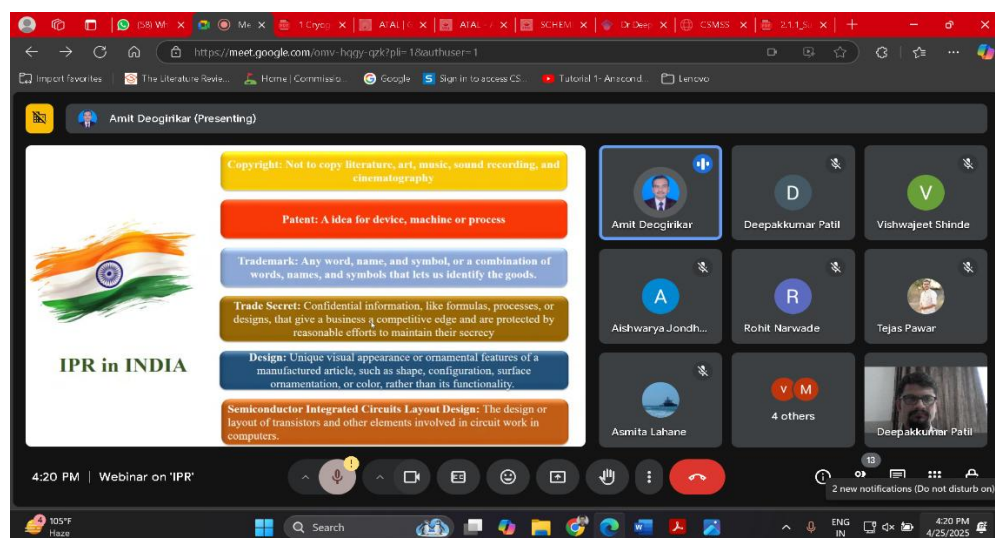 (58) Wh
Me
1 Cryog
ATAL | 
ATAL -
SCHEM
Dr Deep
CSMSS
2.1.1_Su
https://meet.google.com/omv-hqgy-qzk?pli=1&authuser=1
Import favorites
The Literature Revie...
Home | Commissio...
Google
Sign in to access CS...
Tutorial 1- Anacond...
Lenovo
Amit Deogirikar (Presenting)
IPR in INDIA
Copyright: Not to copy literature, art, music, sound recording, and
cinematography
Patent: A idea for device, machine or process
Trademark: Any word, name, and symbol, or a combination of
words, names, and symbols that lets us identify the goods.
Trade Secret: Confidential information, like formulas, processes, or
designs, that give a business a competitive edge and are protected by
reasonable efforts to maintain their secrecy
Design: Unique visual appearance or ornamental features of a
manufactured article, such as shape, configuration, surface
ornamentation, or color, rather than its functionality.
Semiconductor Integrated Circuits Layout Design: The design or
layout of transistors and other elements involved in circuit work in
computers.
Amit Deogirikar
D
Deepakkumar Patil
V
Vishwajeet Shinde
A
Aishwarya Jondh...
R
Rohit Narwade
Tejas Pawar
Asmita Lahane
V M
4 others
Deepakkumar Patil
4:20 PM | Webinar on 'IPR'
13
2 new notifications (Do not disturb on)
105°F
Haze
Search
ENG
IN
4:20 PM
4/25/2025